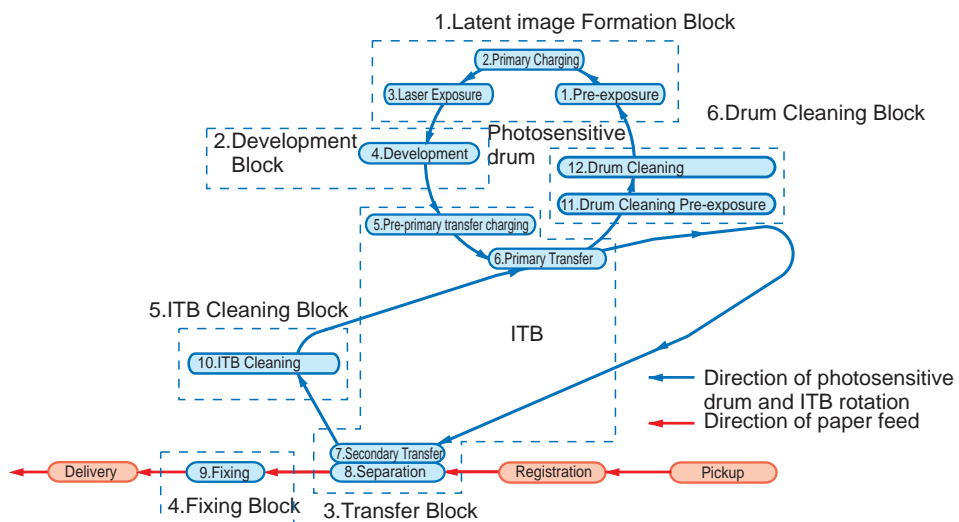 1.Latent image Formation Block
2.Primary Charging
3.Laser Exposure
1.Pre-exposure
6.Drum Cleaning Block
2.Development
Block
Photosensitive
drum
4.Development
12.Drum Cleaning
11.Drum Cleaning Pre-exposure
5.Pre-primary transfer charging
6.Primary Transfer
5.ITB Cleaning Block
ITB
10.ITB Cleaning
Direction of photosensitive
drum and ITB rotation
Direction of paper feed
7.Secondary Transfer
8.Separation
Delivery
9.Fixing
Registration
Pickup
4.Fixing Block
3.Transfer Block